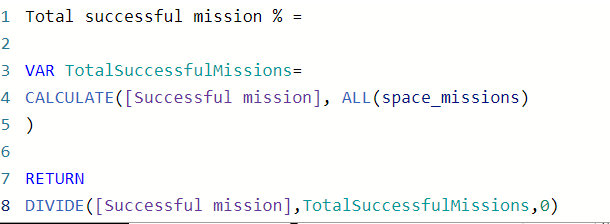 1 Total successful mission % =
2
3 VAR TotalSuccessfulMissions=
4 CALCULATE([Successful mission], ALL(space_missions)
5 )
6
7 RETURN
8 DIVIDE([Successful mission],TotalSuccessfulMissions,0)